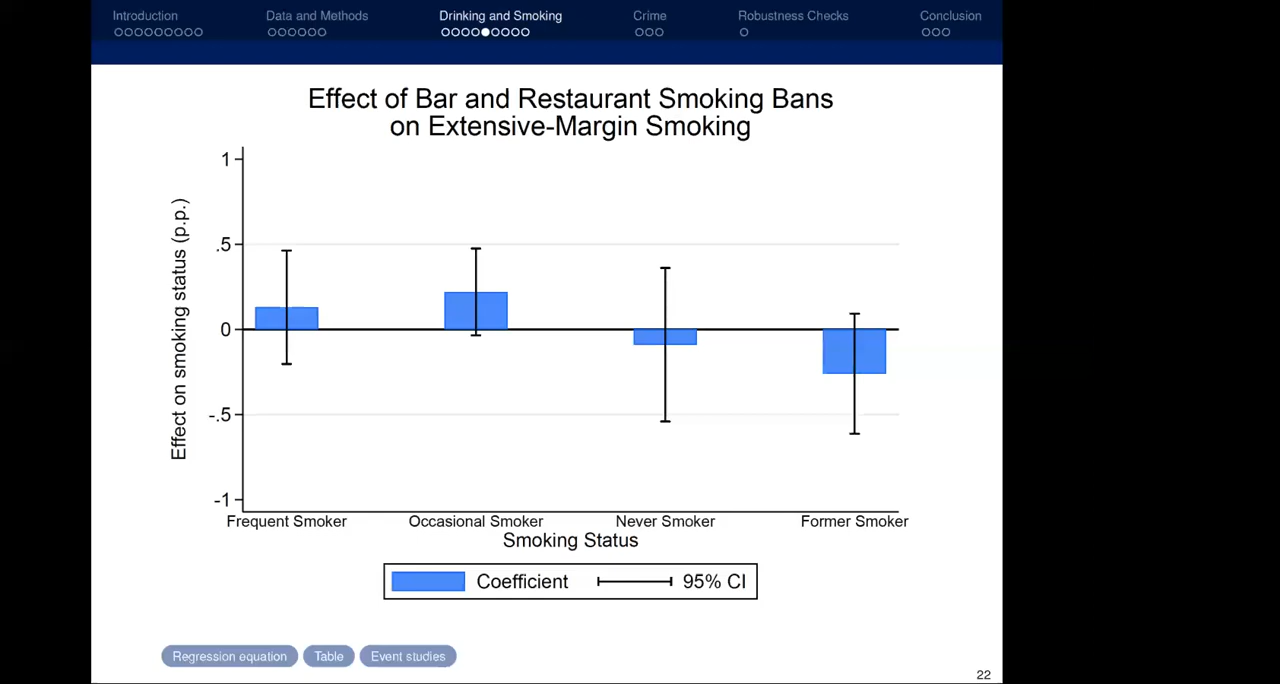 Introduction
Data and Methods
Drinking and Smoking
Crime
Robustness Checks
Conclusion
Effect of Bar and Restaurant Smoking Bans
on Extensive-Margin Smoking
Effect on smoking status (p.p.)
1
.5
0
-.5
-1
Frequent Smoker
Occasional Smoker
Never Smoker
Former Smoker
Smoking Status
Coefficient
95% CI
Regression equation
Table
Event studies
22